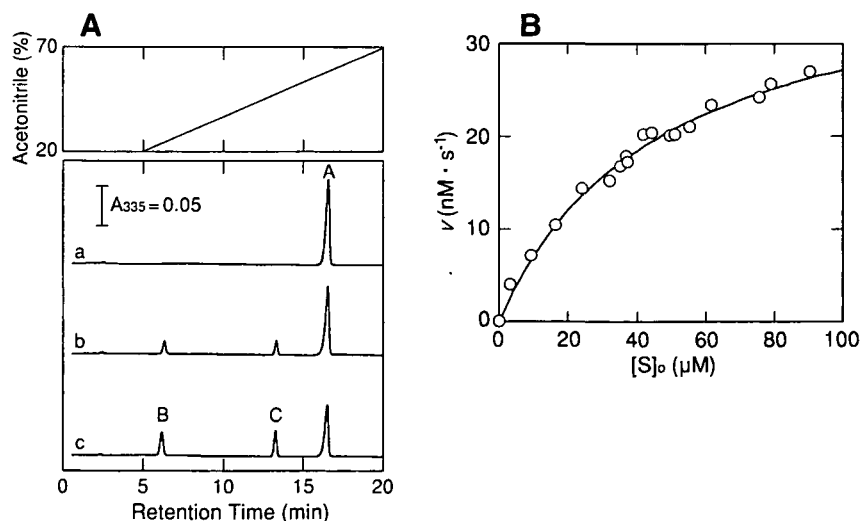 A
Acetonitrile (%)
70
20
A
A335 = 0.05
a
b
B
C
c
0
5
10
15
20
Retention Time (min)
B
30
20
10
0
v (nM · s⁻¹)
0
20
40
60
80
100
[S]₀ (µM)